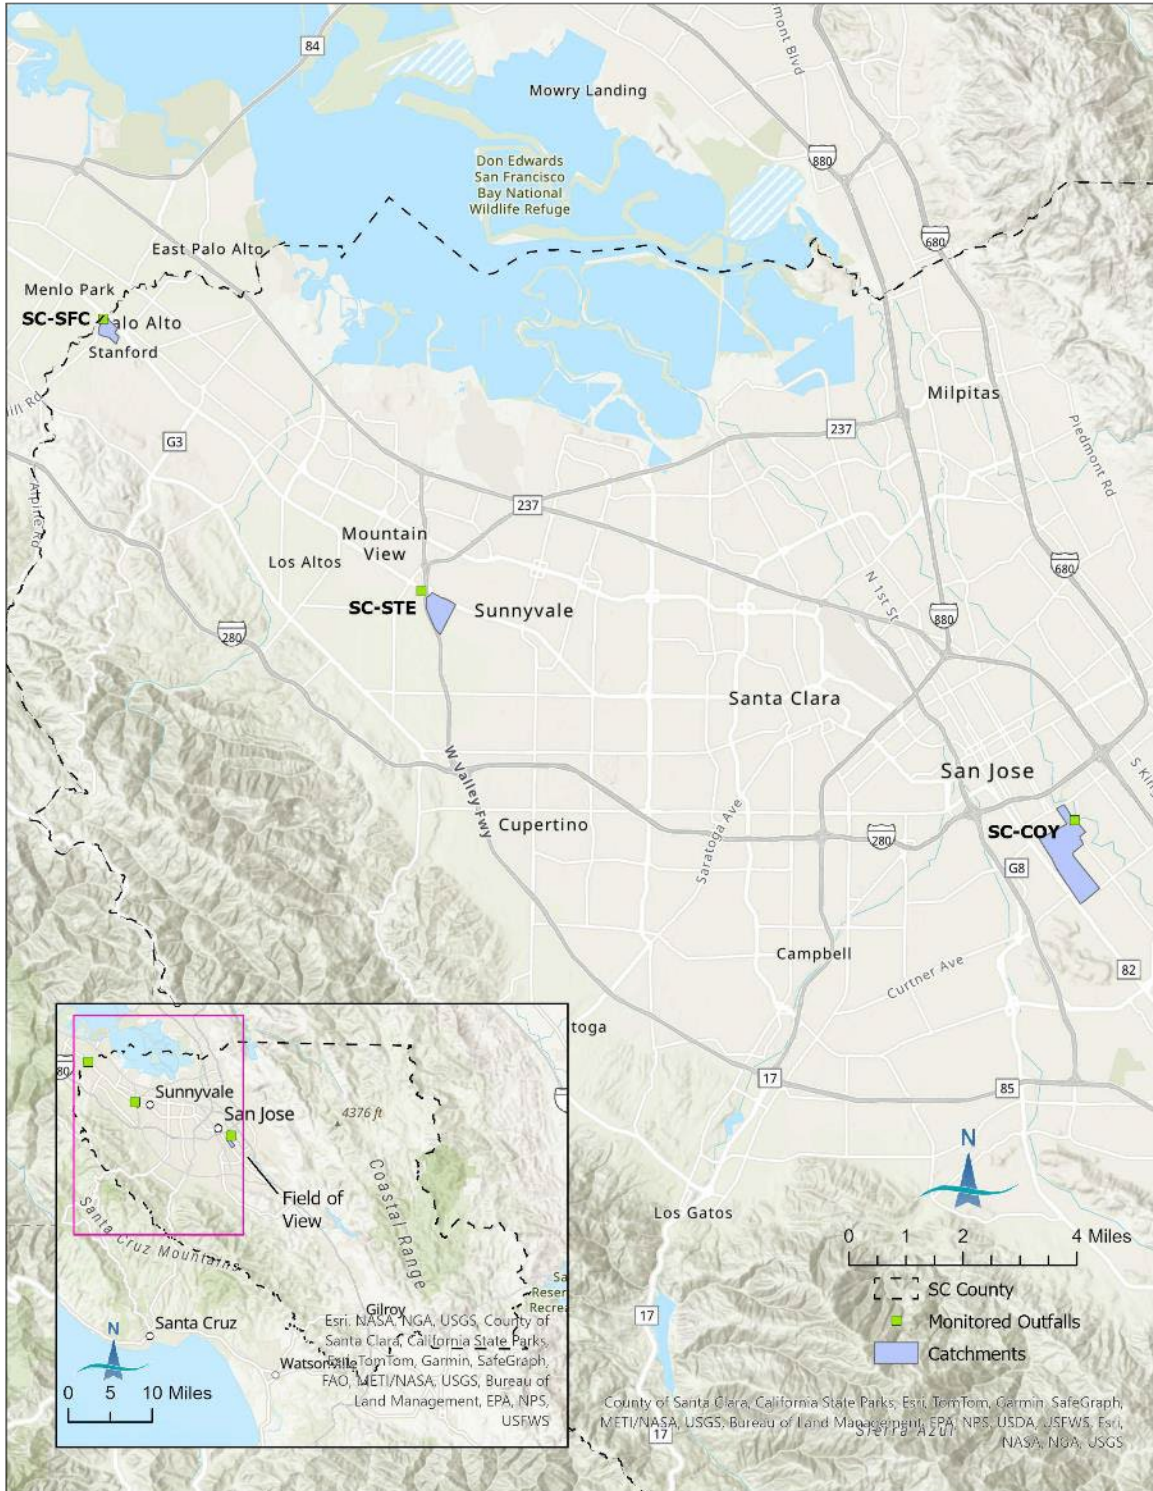 84
Mowry Landing
880
Don Edwards
San Francisco
Bay National
Wildlife Refuge
680
East Palo Alto
Menlo Park
SC-SFC
alo Alto
Stanford
Milpitas
237
G3
Piedmont Rd
Alpine Rd
237
Mountain
View
Los Altos
680
N 1st St
SC-STE
Sunnyvale
880
280
Santa Clara
San Jose
W Valley Fwy
Cupertino
Saratoga Ave
280
SC-COY
G8
Campbell
Curtner Ave
82
toga
17
85
Los Gatos
17
17
N
0 1 2 4 Miles
SC County
Monitored Outfalls
Catchments
County of Santa Clara, California State Parks, Esri, TomTom, Garmin, SafeGraph,
METI/NASA, USGS, Bureau of Land Management, EPA, NPS, USDA, USFWS, Esri,
NASA, NGA, USGS
Sierra Azul
80
Sunnyvale
San Jose
4376 ft
Field of
View
Coastal Range
Santa Cruz Mountains
Gilroy
Santa Cruz
Watsonville
N
0 5 10 Miles
Esri, NASA, NGA, USGS, County of
Santa Clara, California State Parks,
Esri, TomTom, Garmin, SafeGraph,
FAO, METI/NASA, USGS, Bureau of
Land Management, EPA, NPS,
USFWS